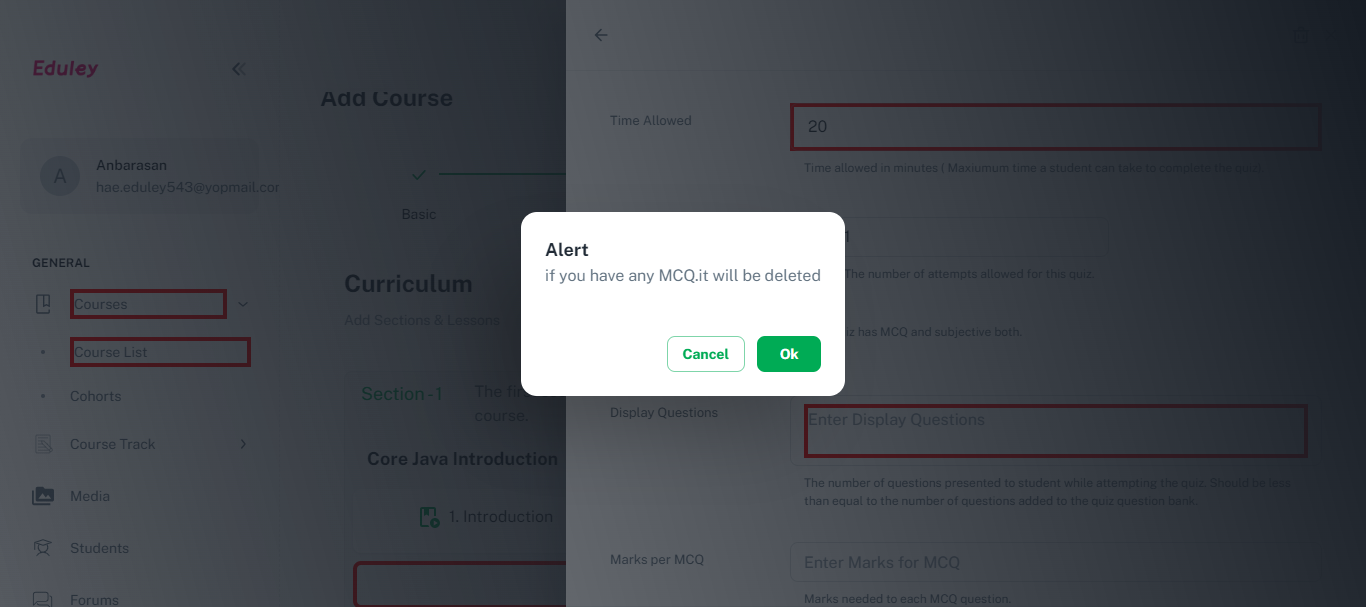 Eduley
Anbarasan
A
hae.eduley543@yopmail.cor
GENERAL
Courses
Course List
Cohorts
Course Track
Media
Students
Forums
Add Course
Basic
Curriculum
Add Sections & Lessons
Section - 1
The fir
course.
Core Java Introduction
1. Introduction
Time Allowed
20
Time allowed in minutes ( Maxiumum time a student can take to complete the quiz.
1
The number of attempts allowed for this quiz.
iz has MCQ and subjective both.
Display Questions
Enter Display Questions
The number of questions presented to student while attempting the quiz. Should be less
than equal to the number of questions added to the quiz question bank.
Marks per MCQ
Enter Marks for MCQ
Marks needed to each MCQ question.
Alert
if you have any MCQ.it will be deleted
Cancel
Ok